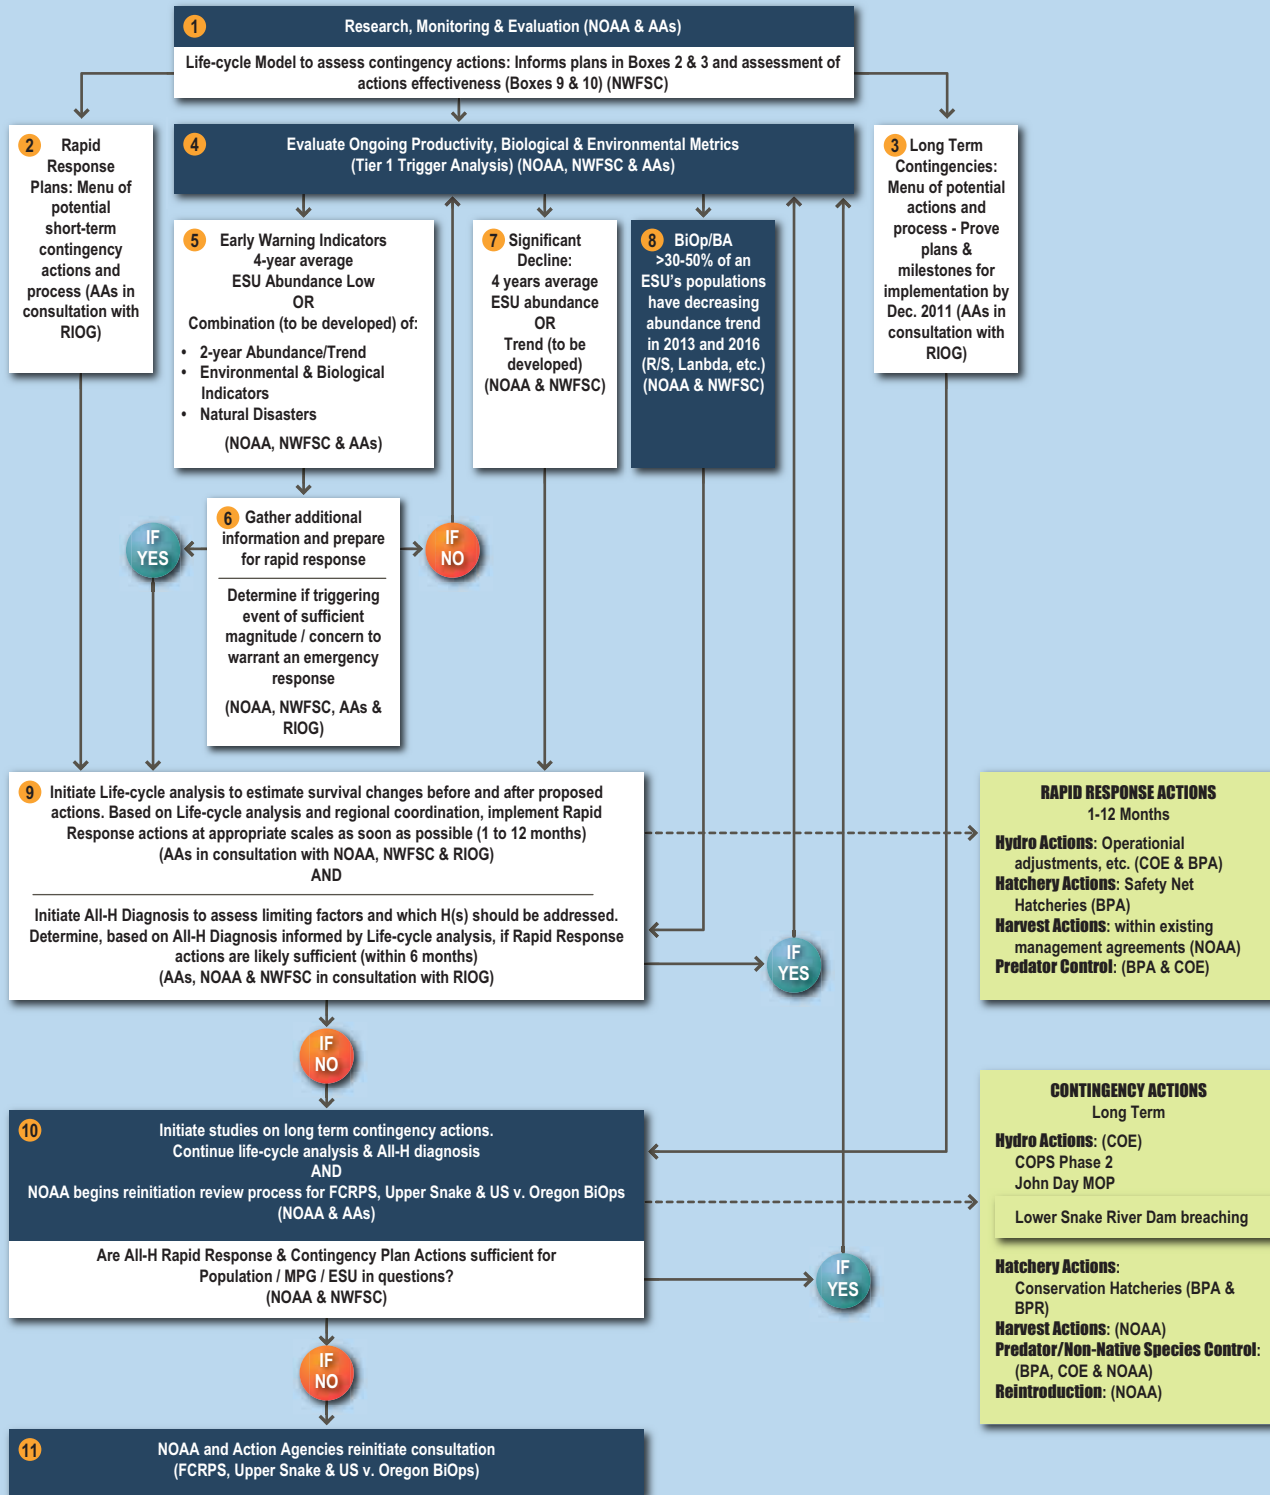 1
Research, Monitoring & Evaluation (NOAA & AAs)
Life-cycle Model to assess contingency actions: Informs plans in Boxes 2 & 3 and assessment of
actions effectiveness (Boxes 9 & 10) (NWFSC)
2 Rapid
Response
Plans: Menu of
potential
short-term
contingency
actions and
process (AAs in
consultation with
RIOG)
4
Evaluate Ongoing Productivity, Biological & Environmental Metrics
(Tier 1 Trigger Analysis) (NOAA, NWFSC & AAs)
3 Long Term
Contingencies:
Menu of potential
actions and
process - Prove
plans &
milestones for
implementation by
Dec. 2011 (AAs in
consultation with
RIOG)
5 Early Warning Indicators
4-year average
ESU Abundance Low
OR
Combination (to be developed) of:
• 2-year Abundance/Trend
• Environmental & Biological
Indicators
• Natural Disasters
(NOAA, NWFSC & AAs)
7 Significant
Decline:
4 years average
ESU abundance
OR
Trend (to be
developed)
(NOAA & NWFSC)
8 BiOp/BA
>30-50% of an
ESU's populations
have decreasing
abundance trend
in 2013 and 2016
(R/S, Lanbda, etc.)
(NOAA & NWFSC)
6 Gather additional
information and prepare
for rapid response
Determine if triggering
event of sufficient
magnitude / concern to
warrant an emergency
response
(NOAA, NWFSC, AAs &
RIOG)
IF
YES
IF
NO
9 Initiate Life-cycle analysis to estimate survival changes before and after proposed
actions. Based on Life-cycle analysis and regional coordination, implement Rapid
Response actions at appropriate scales as soon as possible (1 to 12 months)
(AAs in consultation with NOAA, NWFSC & RIOG)
AND
Initiate All-H Diagnosis to assess limiting factors and which H(s) should be addressed.
Determine, based on All-H Diagnosis informed by Life-cycle analysis, if Rapid Response
actions are likely sufficient (within 6 months)
(AAs, NOAA & NWFSC in consultation with RIOG)
IF
YES
RAPID RESPONSE ACTIONS
1-12 Months
Hydro Actions: Operationial
adjustments, etc. (COE & BPA)
Hatchery Actions: Safety Net
Hatcheries (BPA)
Harvest Actions: within existing
management agreements (NOAA)
Predator Control: (BPA & COE)
IF
NO
10
Initiate studies on long term contingency actions.
Continue life-cycle analysis & All-H diagnosis
AND
NOAA begins reinitiation review process for FCRPS, Upper Snake & US v. Oregon BiOps
(NOAA & AAs)
Are All-H Rapid Response & Contingency Plan Actions sufficient for
Population / MPG / ESU in questions?
(NOAA & NWFSC)
IF
YES
CONTINGENCY ACTIONS
Long Term
Hydro Actions: (COE)
COPS Phase 2
John Day MOP
Lower Snake River Dam breaching
Hatchery Actions:
Conservation Hatcheries (BPA &
BPR)
Harvest Actions: (NOAA)
Predator/Non-Native Species Control:
(BPA, COE & NOAA)
Reintroduction: (NOAA)
IF
NO
11
NOAA and Action Agencies reinitiate consultation
(FCRPS, Upper Snake & US v. Oregon BiOps)